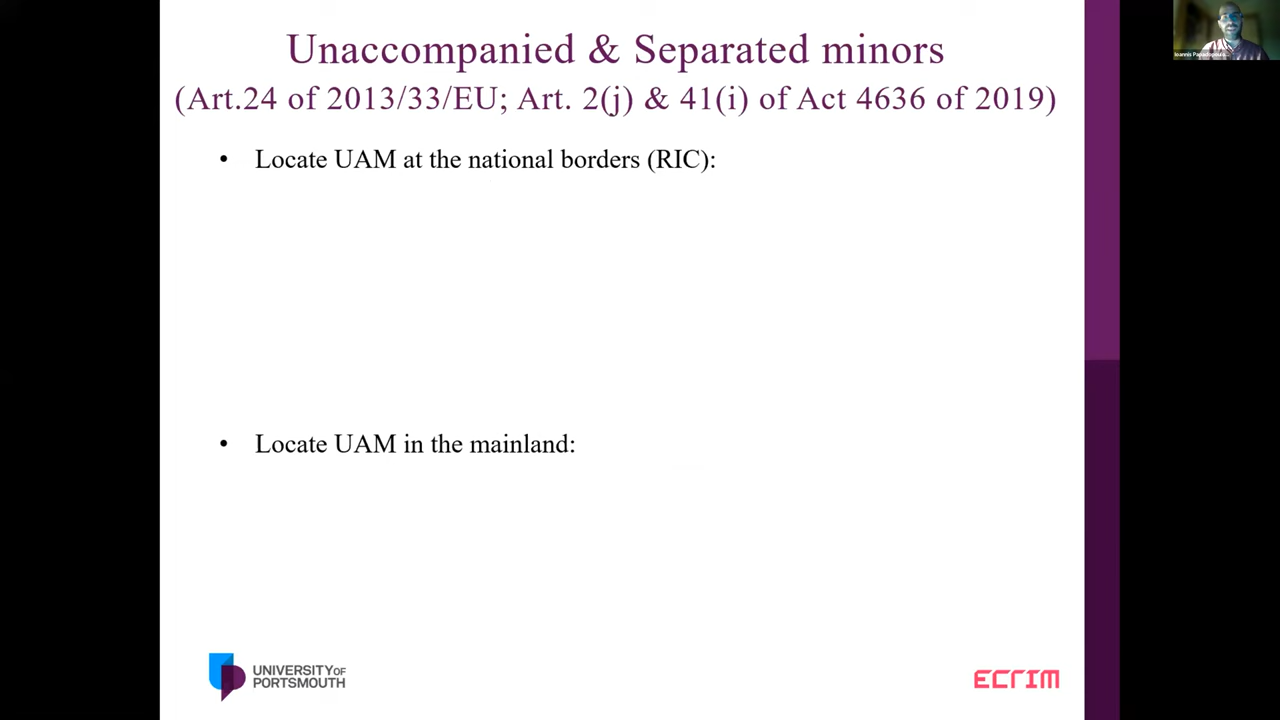 Unaccompanied & Separated minors
(Art.24 of 2013/33/EU; Art. 2(j) & 41(i) of Act 4636 of 2019)
• Locate UAM at the national borders (RIC):
• Locate UAM in the mainland:
UNIVERSITY OF
PORTSMOUTH
ECRIM
Ioannis